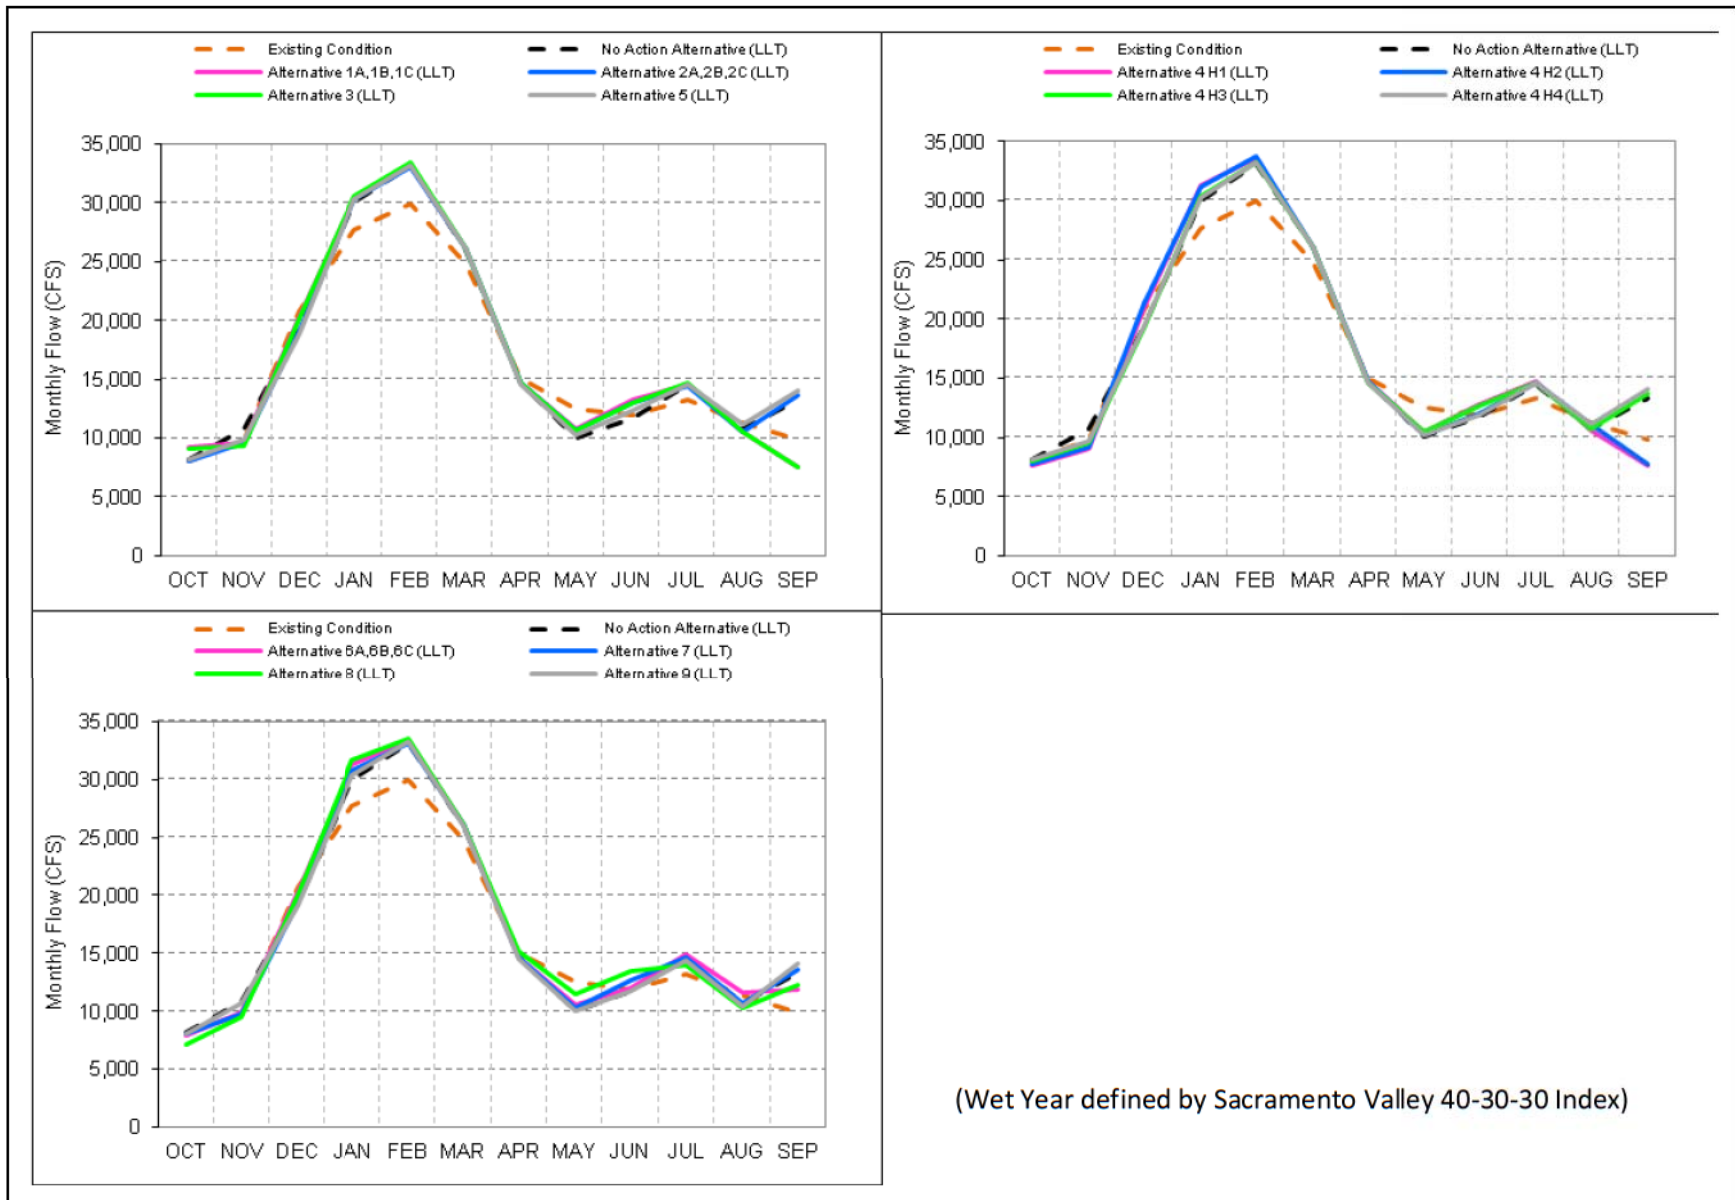 Existing Condition
No Action Alternative (LLT)
Alternative 1A,1B,1C (LLT)
Alternative 2A,2B,2C (LLT)
Alternative 3 (LLT)
Alternative 5 (LLT)
Monthly Flow (CFS)
35,000
30,000
25,000
20,000
15,000
10,000
5,000
0
OCT NOV DEC JAN FEB MAR APR MAY JUN JUL AUG SEP
Existing Condition
No Action Alternative (LLT)
Alternative 4 H1 (LLT)
Alternative 4 H2 (LLT)
Alternative 4 H3 (LLT)
Alternative 4 H4 (LLT)
Monthly Flow (CFS)
35,000
30,000
25,000
20,000
15,000
10,000
5,000
0
OCT NOV DEC JAN FEB MAR APR MAY JUN JUL AUG SEP
Existing Condition
No Action Alternative (LLT)
Alternative 6A,6B,6C (LLT)
Alternative 7 (LLT)
Alternative 8 (LLT)
Alternative 9 (LLT)
Monthly Flow (CFS)
35,000
30,000
25,000
20,000
15,000
10,000
5,000
0
OCT NOV DEC JAN FEB MAR APR MAY JUN JUL AUG SEP
(Wet Year defined by Sacramento Valley 40-30-30 Index)